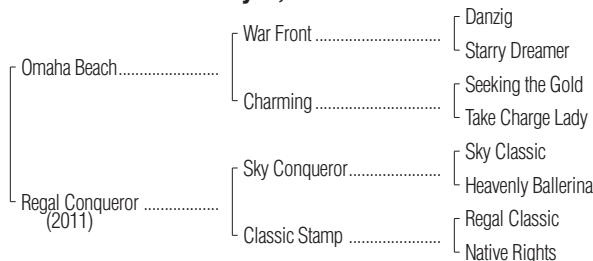 Danzig
War Front ................................
Starry Dreamer
Omaha Beach.......................
Seeking the Gold
Charming ................................
Take Charge Lady
Sky Classic
Sky Conqueror.......................
Heavenly Ballerina
Regal Conqueror ..................
(2011)
Regal Classic
Classic Stamp .......................
Native Rights